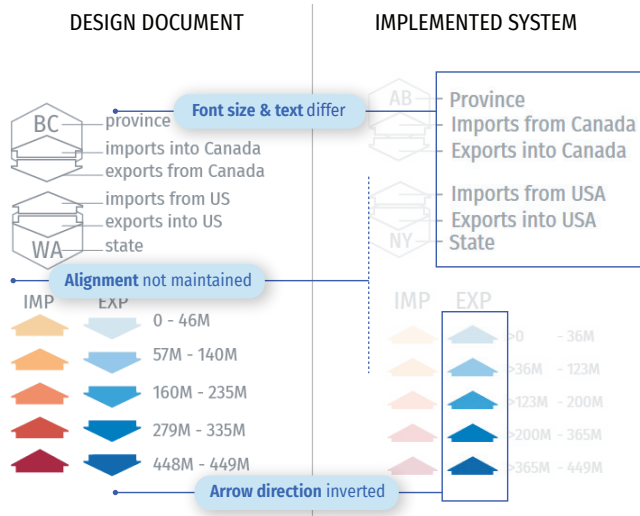 DESIGN DOCUMENT
IMPLEMENTED SYSTEM
BC
province
imports into Canada
exports from Canada
imports from US
exports into US
WA
state
Font size & text differ
AB
Province
Imports from Canada
Exports into Canada
Imports from USA
Exports into USA
NY
State
Alignment not maintained
IMP EXP
0 - 46M
57M - 140M
160M - 235M
279M - 335M
448M - 449M
IMP EXP
>0 - 36M
>36M - 123M
>123M - 200M
>200M - 365M
>365M - 449M
Arrow direction inverted